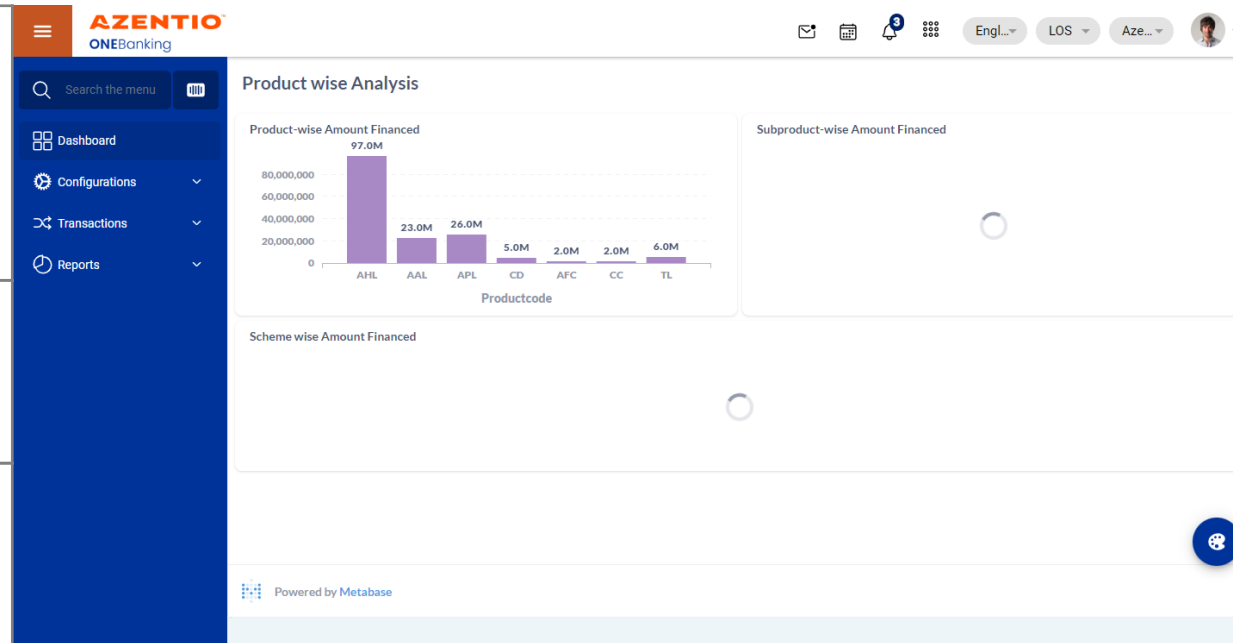 AZENTIO
ONEBanking
3
Engl...
LOS
Aze...
Search the menu
Dashboard
Configurations
Transactions
Reports
Product wise Analysis
Product-wise Amount Financed
97.0M
80,000,000
60,000,000
40,000,000
20,000,000
0
23.0M
26.0M
5.0M
2.0M
2.0M
6.0M
AHL AAL APL CD AFC CC TL
Productcode
Subproduct-wise Amount Financed
Scheme wise Amount Financed
Powered by Metabase